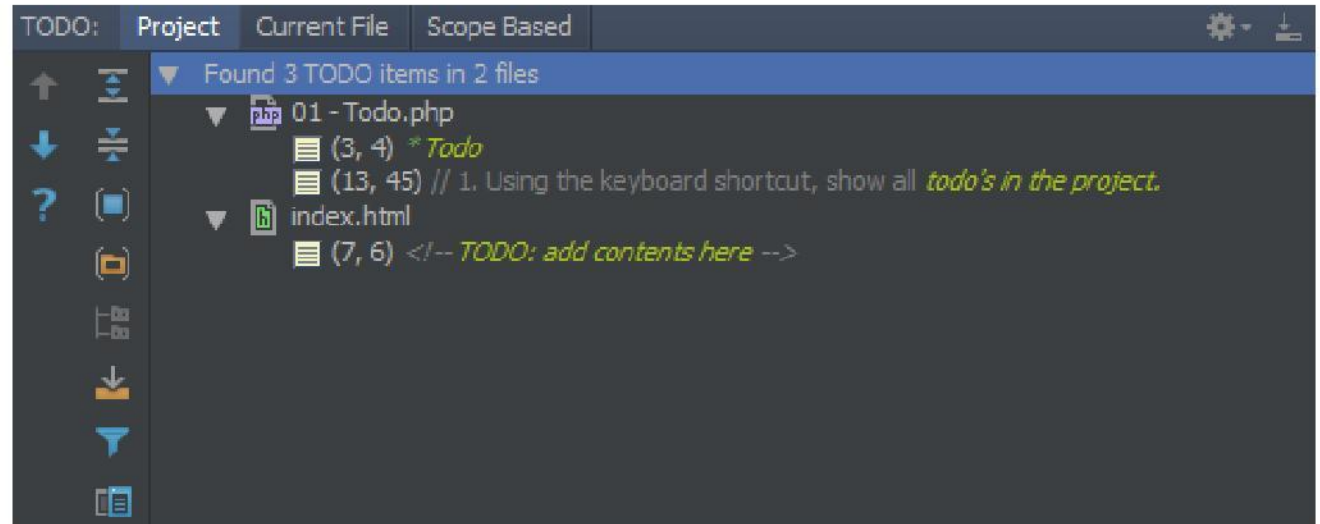 TODO: Project Current File Scope Based
Found 3 TODO items in 2 files
php 01 - Todo.php
(3, 4) * Todo
(13, 45) // 1. Using the keyboard shortcut, show all todo's in the project.
h index.html
(7, 6) <!-- TODO: add contents here -->
?